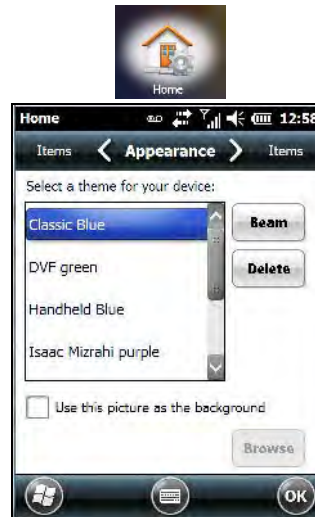 Home
Home 12:58
Items Appearance Items
Select a theme for your device:
Classic Blue
Beam
DVF green
Delete
Handheld Blue
Isaac Mizrahi purple
Use this picture as the background
Browse
OK